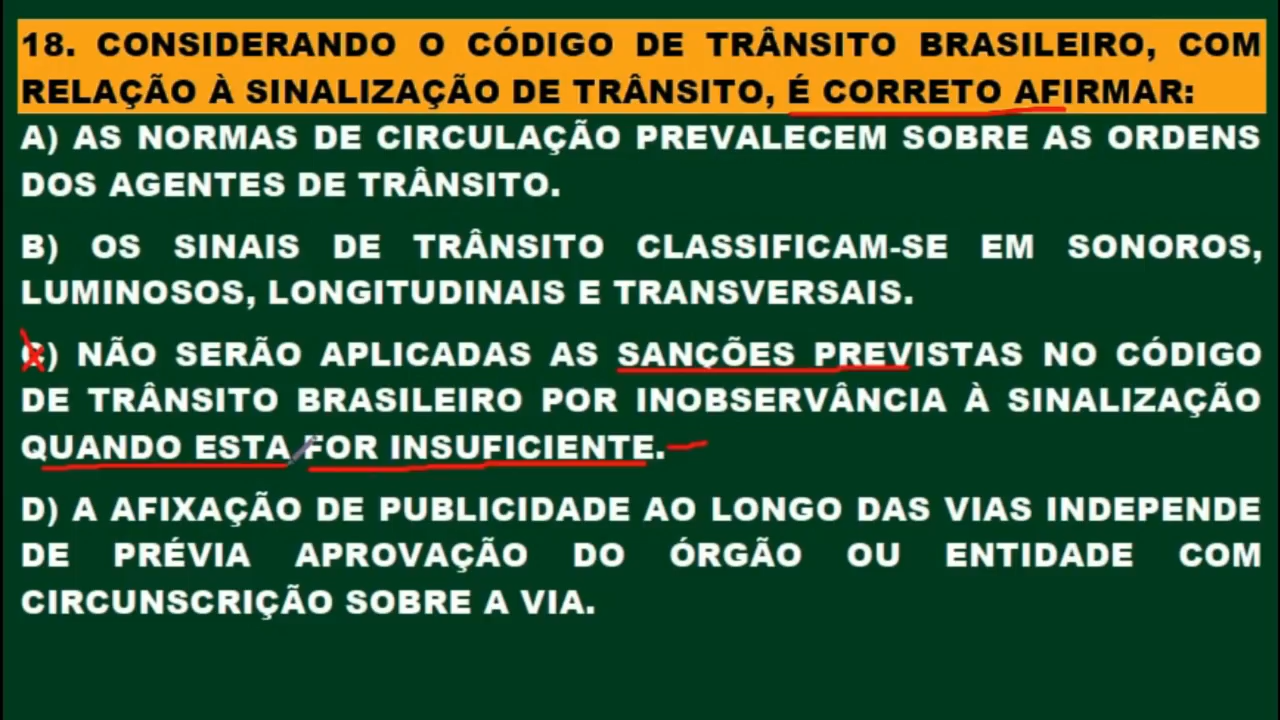 18. CONSIDERANDO O CÓDIGO DE TRÂNSITO BRASILEIRO, COM
RELAÇÃO À SINALIZAÇÃO DE TRÂNSITO, É CORRETO AFIRMAR:
A) AS NORMAS DE CIRCULAÇÃO PREVALECEM SOBRE AS ORDENS
DOS AGENTES DE TRÂNSITO.
B) OS SINAIS DE TRÂNSITO CLASSIFICAM-SE EM SONOROS,
LUMINOSOS, LONGITUDINAIS E TRANSVERSAIS.
C) NÃO SERÃO APLICADAS AS SANÇÕES PREVISTAS NO CÓDIGO
DE TRÂNSITO BRASILEIRO POR INOBSERVÂNCIA À SINALIZAÇÃO
QUANDO ESTA FOR INSUFICIENTE.
D) A AFIXAÇÃO DE PUBLICIDADE AO LONGO DAS VIAS INDEPENDE
DE PRÉVIA APROVAÇÃO DO ÓRGÃO OU ENTIDADE COM
CIRCUNSCRIÇÃO SOBRE A VIA.